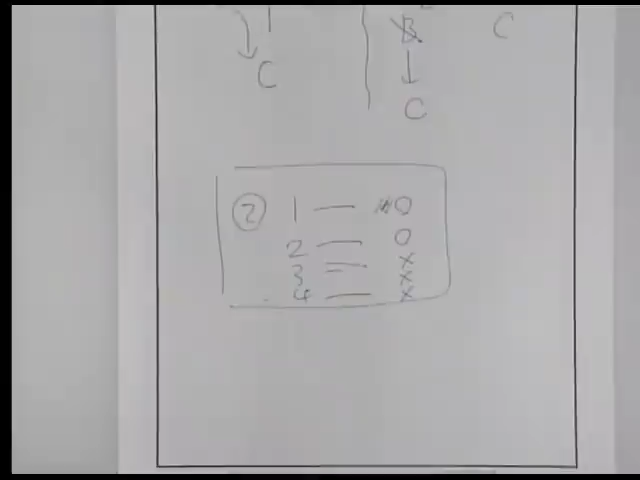 B C
C
C
② 1 — O
2 — O
X
3 = X
4 — X